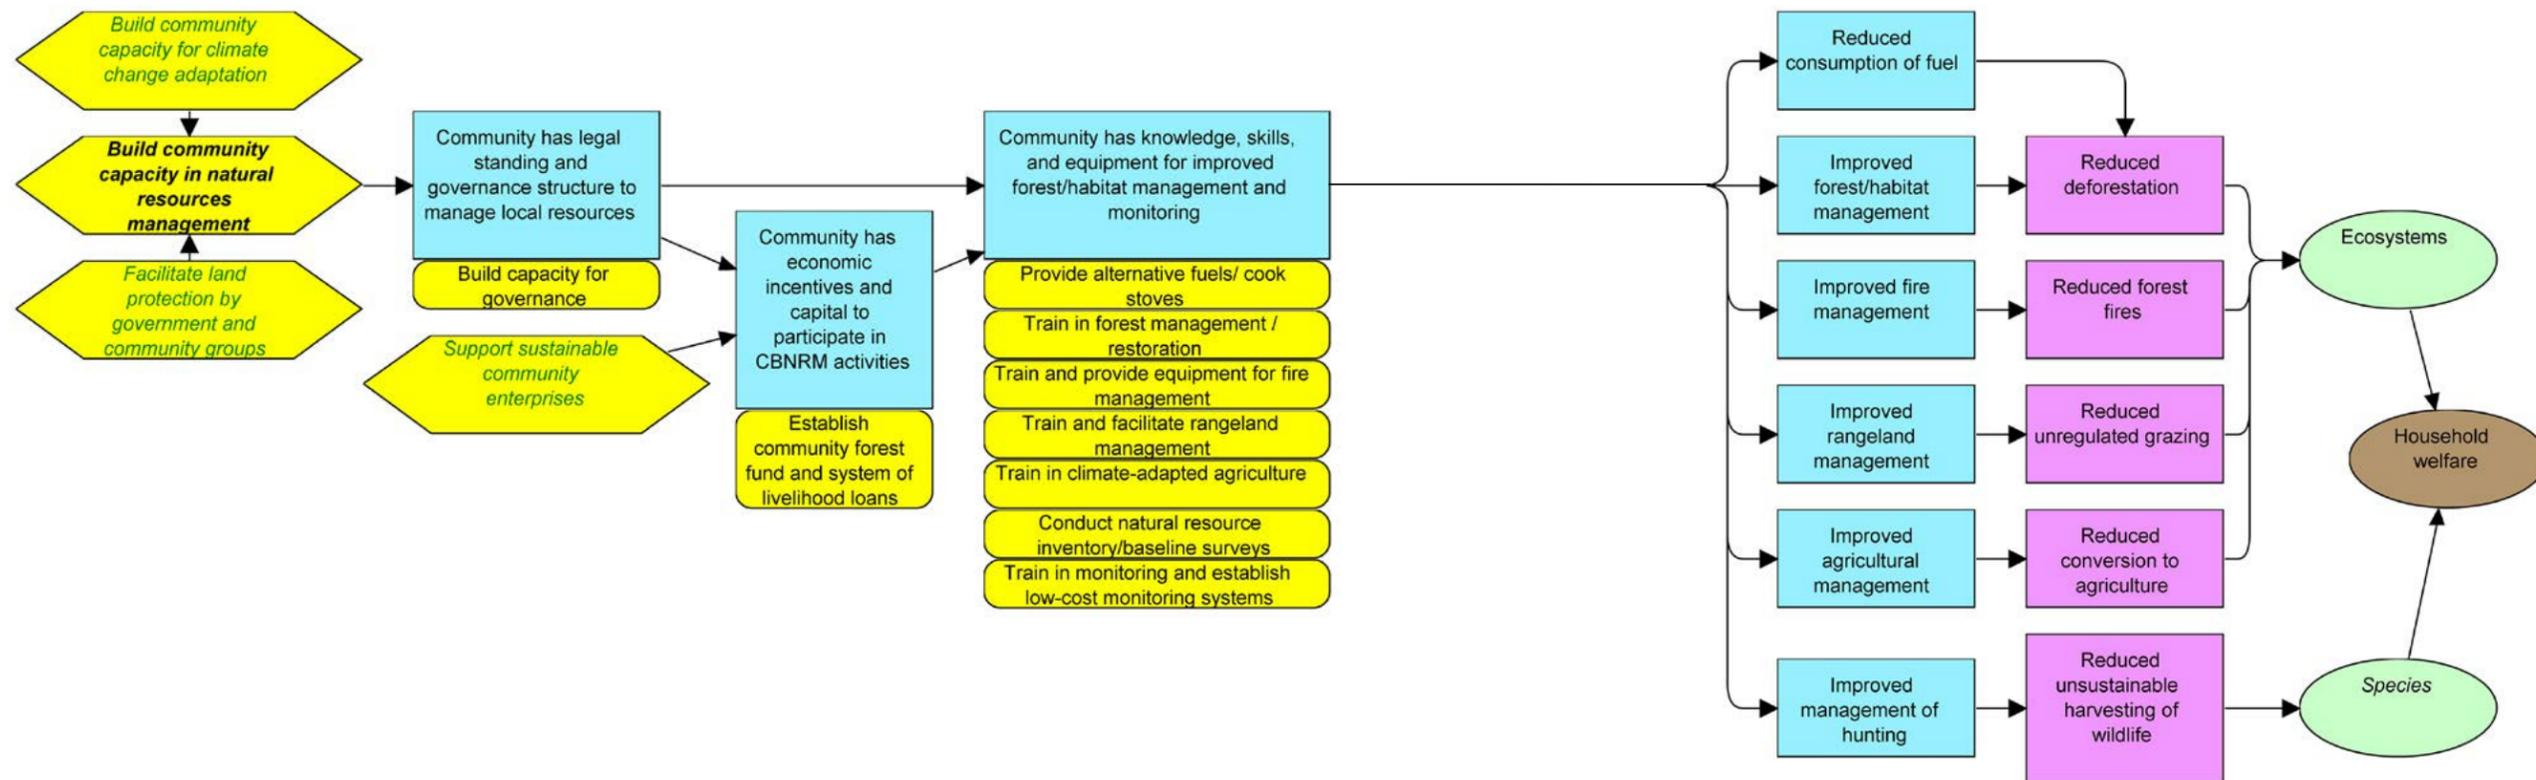 Build community
capacity for climate
change adaptation
Build community
capacity in natural
resources
management
Facilitate land
protection by
government and
community groups
Community has legal
standing and
governance structure to
manage local resources
Build capacity for
governance
Support sustainable
community
enterprises
Community has
economic
incentives and
capital to
participate in
CBNRM activities
Establish
community forest
fund and system of
livelihood loans
Community has knowledge, skills,
and equipment for improved
forest/habitat management and
monitoring
Provide alternative fuels/ cook
stoves
Train in forest management /
restoration
Train and provide equipment for fire
management
Train and facilitate rangeland
management
Train in climate-adapted agriculture
Conduct natural resource
inventory/baseline surveys
Train in monitoring and establish
low-cost monitoring systems
Reduced
consumption of fuel
Improved
forest/habitat
management
Reduced
deforestation
Improved fire
management
Reduced forest
fires
Improved
rangeland
management
Reduced
unregulated grazing
Improved
agricultural
management
Reduced
conversion to
agriculture
Improved
management of
hunting
Reduced
unsustainable
harvesting of
wildlife
Ecosystems
Household
welfare
Species